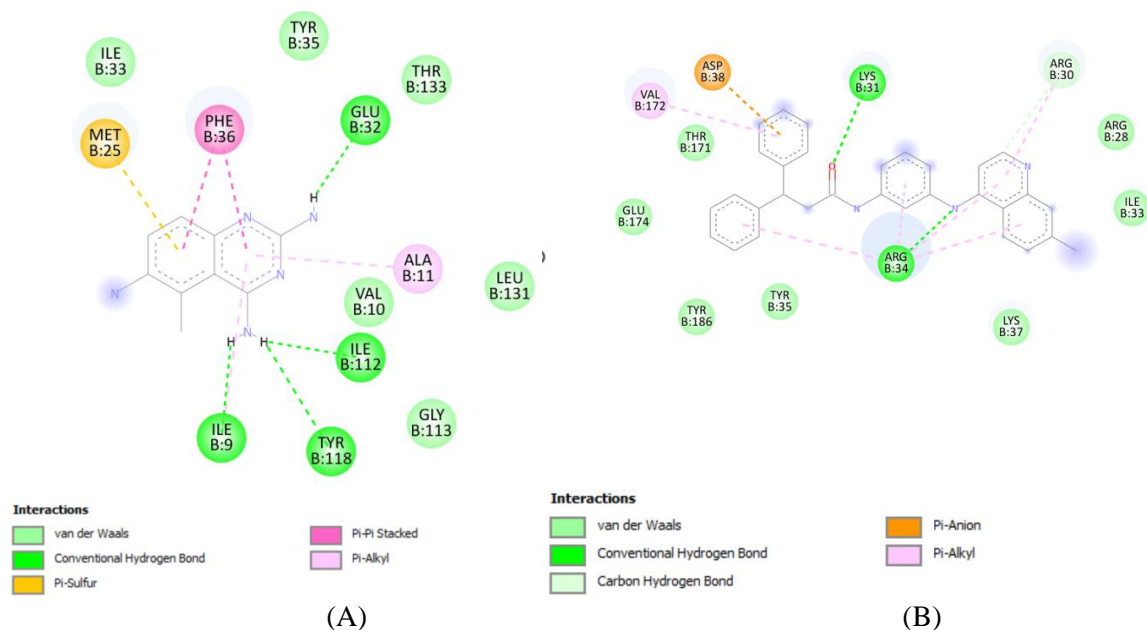 ILE
B:33
TYR
B:35
THR
B:133
GLU
B:32
PHE
B:36
MET
B:25
H
N
N
N
N
N
H
H
ALA
B:11
LEU
B:131
VAL
B:10
ILE
B:112
GLY
B:113
ILE
B:9
TYR
B:118
Interactions
van der Waals
Conventional Hydrogen Bond
Pi-Sulfur
Pi-Pi Stacked
Pi-Alkyl
(A)
ASP
B:38
LYS
B:31
ARG
B:30
VAL
B:172
THR
B:171
ARG
B:28
O
N
N
N
GLU
B:174
ILE
B:33
ARG
B:34
TYR
B:186
TYR
B:35
LYS
B:37
Interactions
van der Waals
Conventional Hydrogen Bond
Carbon Hydrogen Bond
Pi-Anion
Pi-Alkyl
(B)